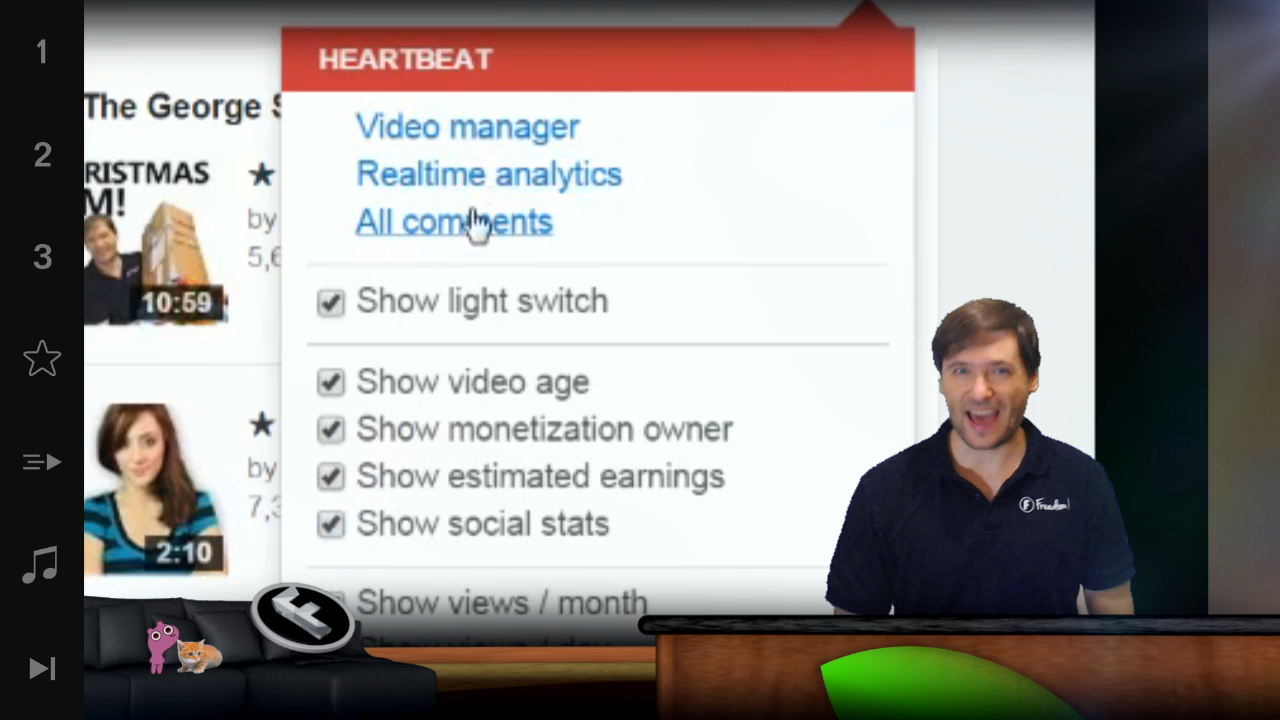 1
2
3
The George S
RISTMAS
M!
10:59
by
5,6
by
7,3
2:10
HEARTBEAT
Video manager
Realtime analytics
All comments
Show light switch
Show video age
Show monetization owner
Show estimated earnings
Show social stats
Show views / month
F Freedom!
F